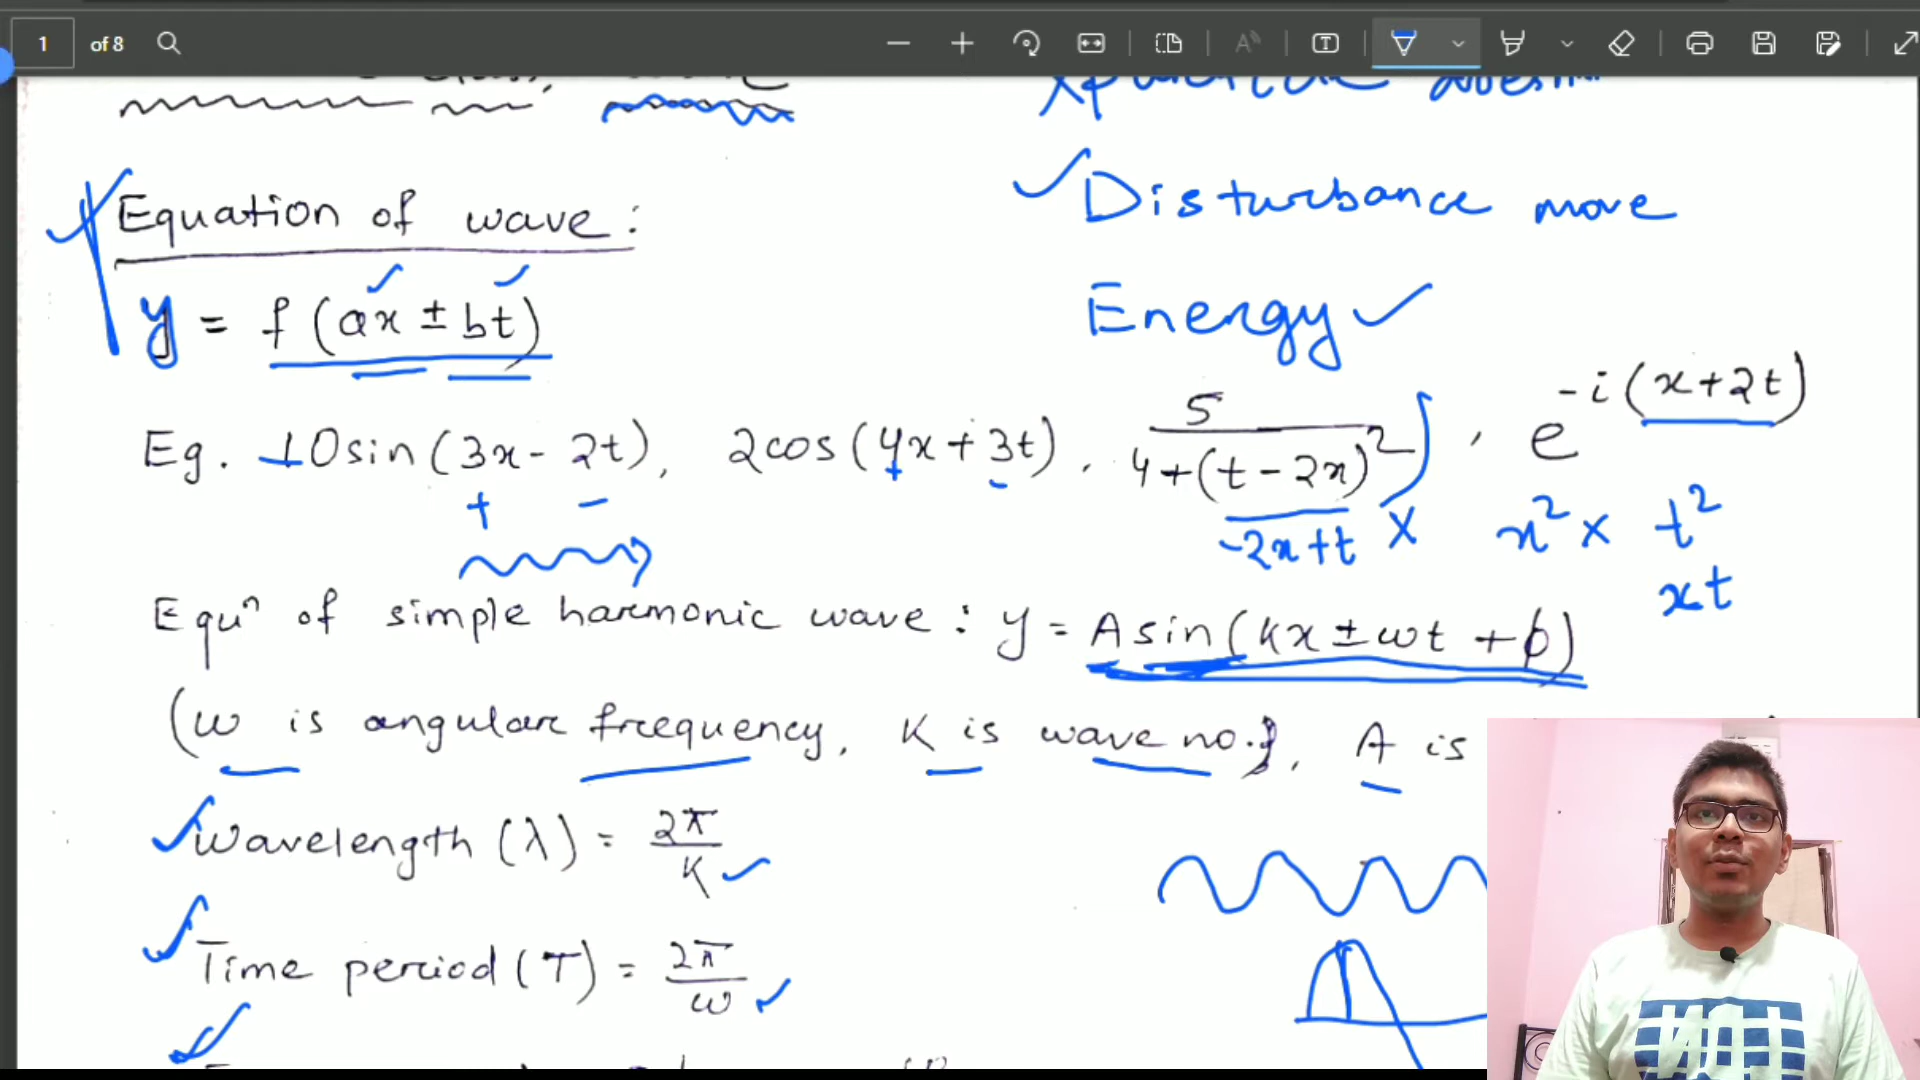 1 of 8
Disturbance move
Equation of wave:
y = f (ax ± bt)
Energy
Eg. 10sin(3x - 2t), 2cos(4x + 3t), 5/(4+(t-2x)²), e^-i(x+2t)
+ - + - -2x+t x x² x t²
xt
Equⁿ of simple harmonic wave: y = A sin(kx ± ωt + φ)
(ω is angular frequency, K is wave no.}, A is
Wavelength (λ) = 2π/K
Time period (T) = 2π/ω